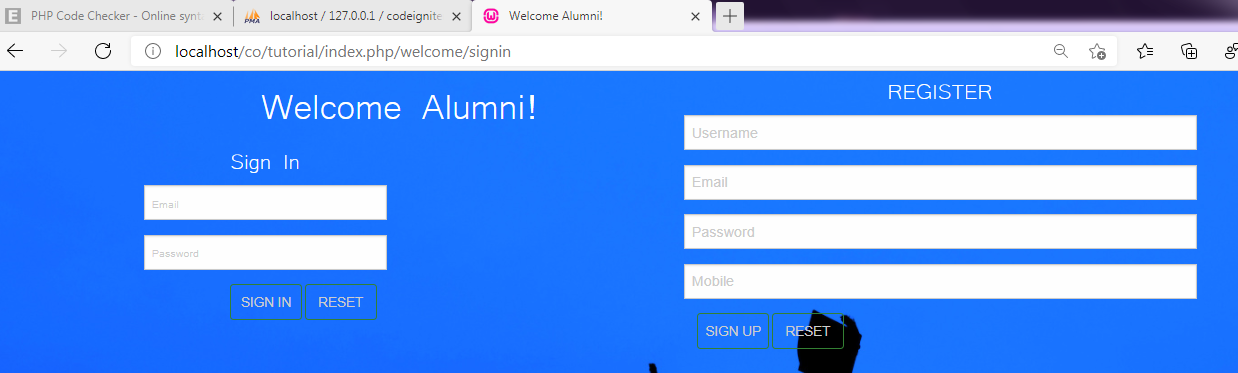 PHP Code Checker - Online synt
localhost / 127.0.0.1 / codeignite
Welcome Alumni!
localhost/co/tutorial/index.php/welcome/signin
Welcome Alumni!
Sign In
Email
Password
SIGN IN RESET
REGISTER
Username
Email
Password
Mobile
SIGN UP RESET